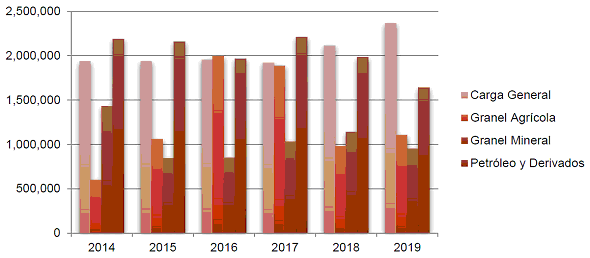 2,500,000
2,000,000
1,500,000
1,000,000
500,000
0
2014 2015 2016 2017 2018 2019
Carga General
Granel Agrícola
Granel Mineral
Petróleo y Derivados